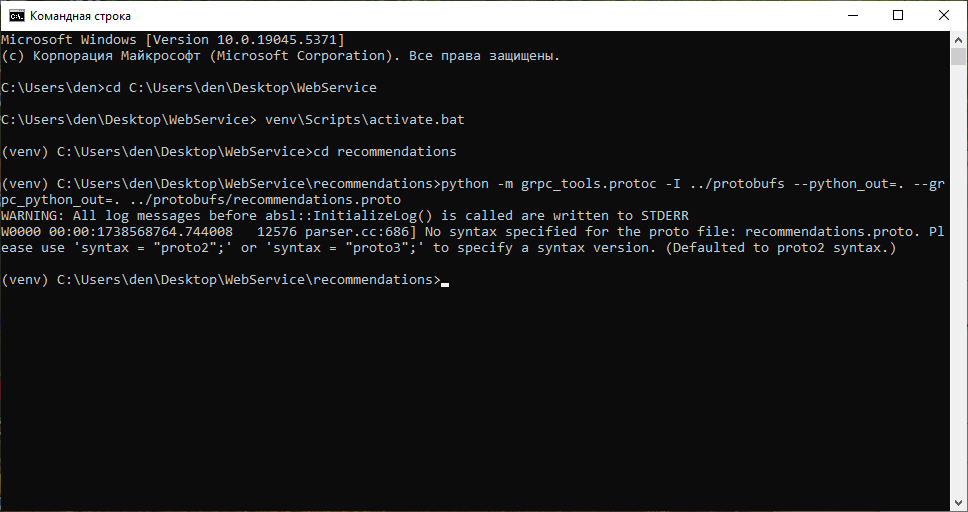 Командная строка
Microsoft Windows [Version 10.0.19045.5371]
(c) Корпорация Майкрософт (Microsoft Corporation). Все права защищены.
C:\Users\den>cd C:\Users\den\Desktop\WebService
C:\Users\den\Desktop\WebService> venv\Scripts\activate.bat
(venv) C:\Users\den\Desktop\WebService>cd recommendations
(venv) C:\Users\den\Desktop\WebService\recommendations>python -m grpc_tools.protoc -I ../protobufs --python_out=. --gr
pc_python_out=. ../protobufs/recommendations.proto
WARNING: All log messages before absl::InitializeLog() is called are written to STDERR
W0000 00:00:1738568764.744008   12576 parser.cc:686] No syntax specified for the proto file: recommendations.proto. Pl
ease use 'syntax = "proto2";' or 'syntax = "proto3";' to specify a syntax version. (Defaulted to proto2 syntax.)
(venv) C:\Users\den\Desktop\WebService\recommendations>